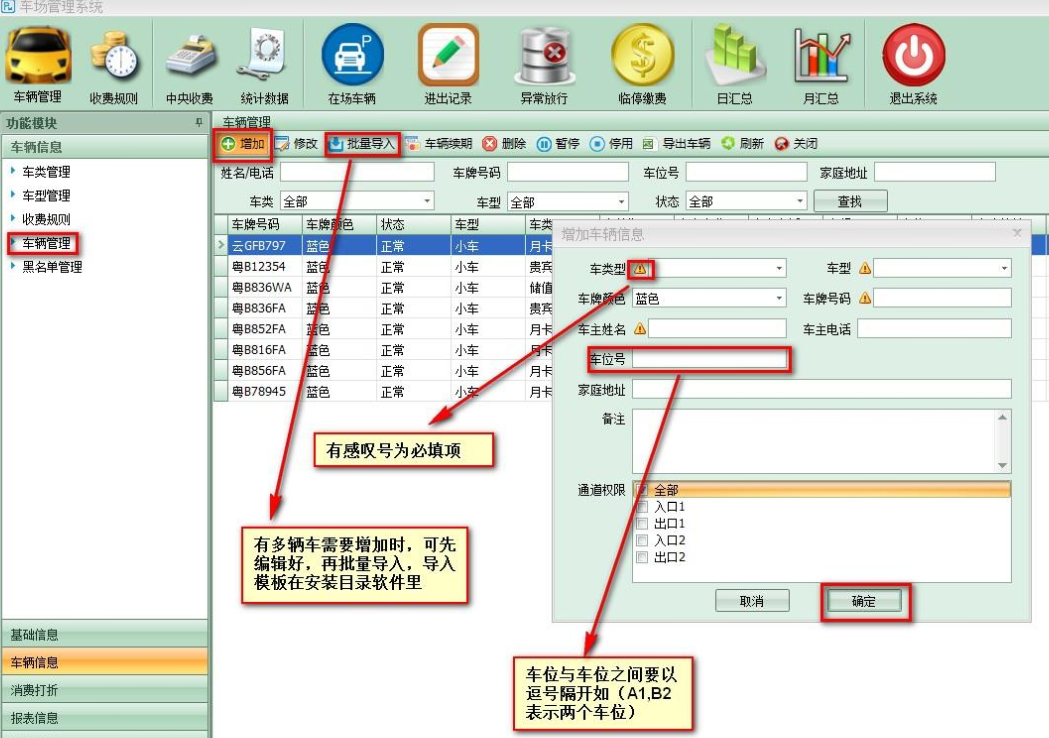 车场管理系统
车辆管理
收费规则
中央收费
统计数据
在场车辆
进出记录
异常放行
临停缴费
日汇总
月汇总
退出系统
功能模块
车辆信息
车类管理
车型管理
收费规则
车辆管理
黑名单管理
基础信息
车辆信息
消费打折
报表信息
车辆管理
增加 修改 批量导入 车辆续期 删除 暂停 停用 导出车辆 刷新 关闭
姓名/电话 车牌号码 车位号 家庭地址
车类 全部 车型 全部 状态 全部 查找
车牌号码 车牌颜色 状态 车型 车类
云GFB797 蓝色 正常 小车 月卡
粤B12354 蓝色 正常 小车 贵宾
粤B836WA 蓝色 正常 小车 储值
粤B836FA 蓝色 正常 小车 贵宾
粤B852FA 蓝色 正常 小车 月卡
粤B816FA 蓝色 正常 小车 月卡
粤B856FA 蓝色 正常 小车 月卡
粤B78945 蓝色 正常 小车 月卡
增加车辆信息
车类型 车型
车牌颜色 蓝色 车牌号码
车主姓名 车主电话
车位号
家庭地址
备注
通道权限 全部
入口1
出口1
入口2
出口2
取消 确定
有感叹号为必填项
有多辆车需要增加时，可先
编辑好，再批量导入，导入
模板在安装目录软件里
车位与车位之间要以
逗号隔开如（A1,B2
表示两个车位）